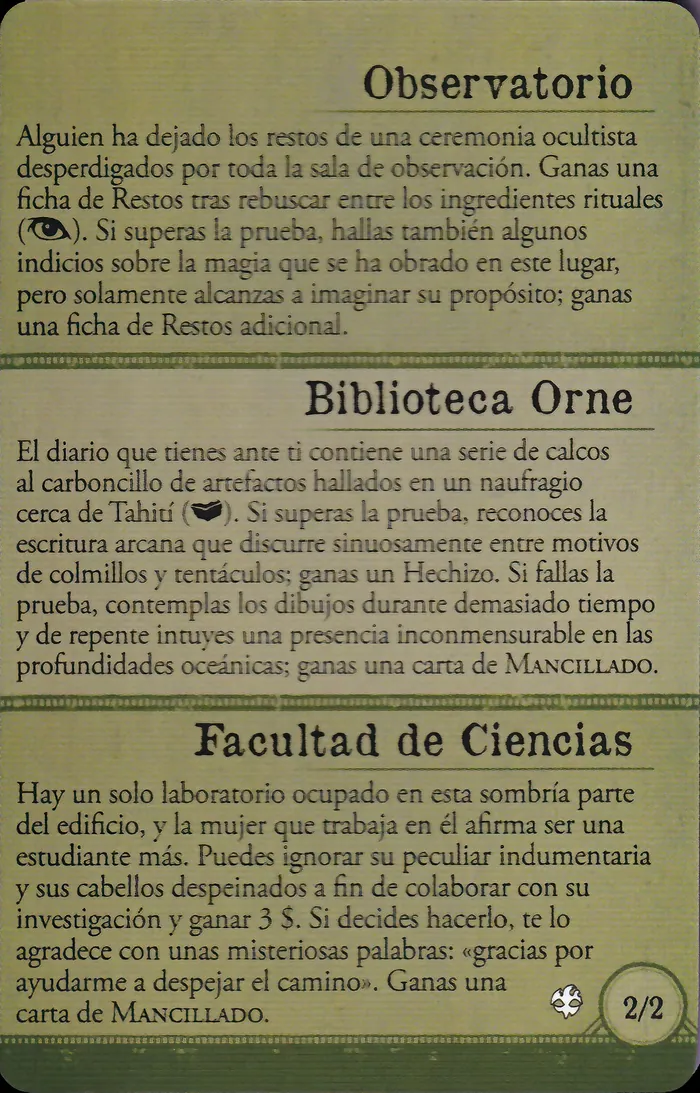 Observatorio
Alguien ha dejado los restos de una ceremonia ocultista
desperdigados por toda la sala de observación. Ganas una
ficha de Restos tras rebuscar entre los ingredientes rituales
(). Si superas la prueba, hallas también algunos
indicios sobre la magia que se ha obrado en este lugar,
pero solamente alcanzas a imaginar su propósito; ganas
una ficha de Restos adicional.
Biblioteca Orne
El diario que tienes ante ti contiene una serie de calcos
al carboncillo de artefactos hallados en un naufragio
cerca de Tahití (). Si superas la prueba, reconoces la
escritura arcana que discurre sinuosamente entre motivos
de colmillos y tentáculos; ganas un Hechizo. Si fallas la
prueba, contemplas los dibujos durante demasiado tiempo
y de repente intuyes una presencia inconmensurable en las
profundidades oceánicas; ganas una carta de MANCILLADO.
Facultad de Ciencias
Hay un solo laboratorio ocupado en esta sombría parte
del edificio, y la mujer que trabaja en él afirma ser una
estudiante más. Puedes ignorar su peculiar indumentaria
y sus cabellos despeinados a fin de colaborar con su
investigación y ganar 3 $. Si decides hacerlo, te lo
agradece con unas misteriosas palabras: «gracias por
ayudarme a despejar el camino». Ganas una
carta de MANCILLADO.
2/2